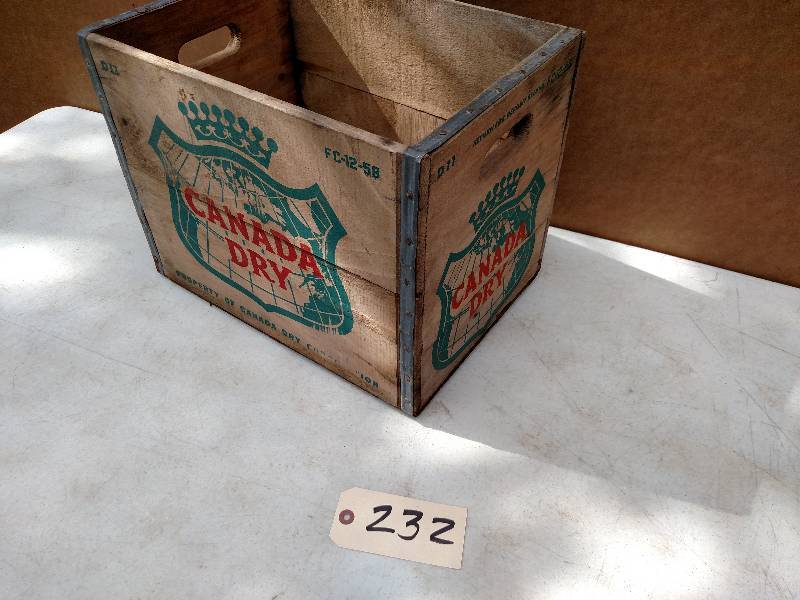 D11
FC-12-58
CANADA
DRY
PROPERTY OF CANADA DRY
D11
CANADA
DRY
232